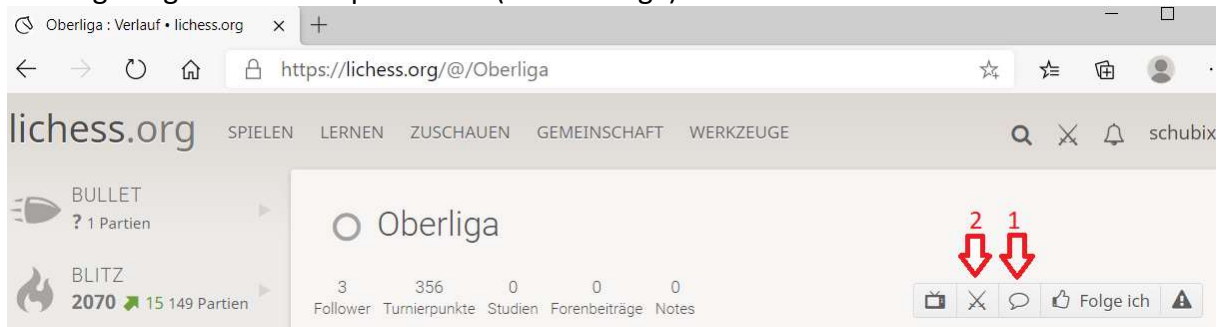 Oberliga : Verlauf • lichess.org
https://lichess.org/@/Oberliga
lichess.org SPIELEN LERNEN ZUSCHAUEN GEMEINSCHAFT WERKZEUGE schubix
BULLET
? 1 Partien
Oberliga
2 1
BLITZ
2070 15 149 Partien
3 356 0 0 0
Follower Turnierpunkte Studien Forenbeiträge Notes
Folge ich